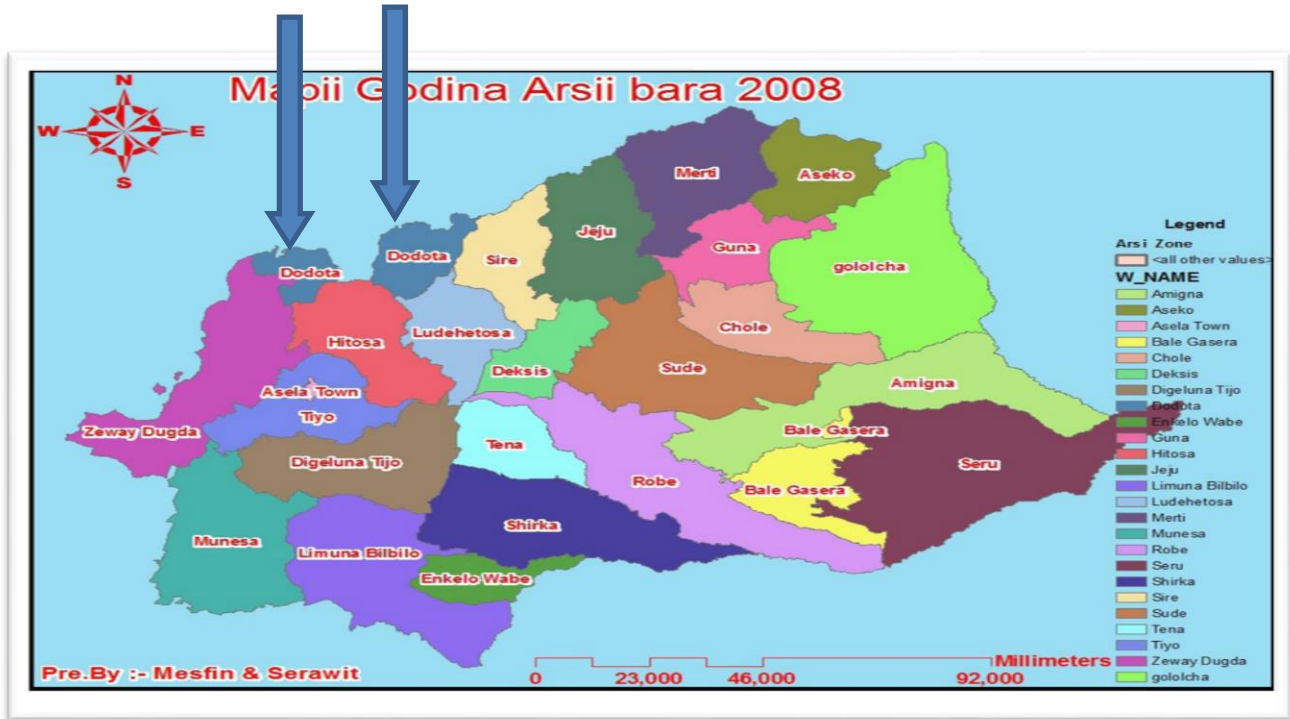 Mapii Godina Arsii bara 2008
N
W E
S
Merti
Aseko
Jeju
Guna
Sire
Dodota
Dodota
gololcha
Chole
Ludehetosa
Hitosa
Deksis
Sude
Amigna
Asela Town
Tiyo
Zeway Dugda
Tena
Bale Gasera
Digeluna Tijo
Seru
Robe
Bale Gasera
Shirka
Munesa
Limuna Bilbilo
Enkelo Wabe
Legend
Arsi Zone
<all other values>
W_NAME
Amigna
Aseko
Asela Town
Bale Gasera
Chole
Deksis
Digeluna Tijo
Dodota
Enkelo Wabe
Guna
Hitosa
Jeju
Limuna Bilbilo
Ludehetosa
Merti
Munesa
Robe
Seru
Shirka
Sire
Sude
Tena
Tiyo
Zeway Dugda
gololcha
Pre.By :- Mesfin & Serawit
Millimeters
0 23,000 46,000 92,000